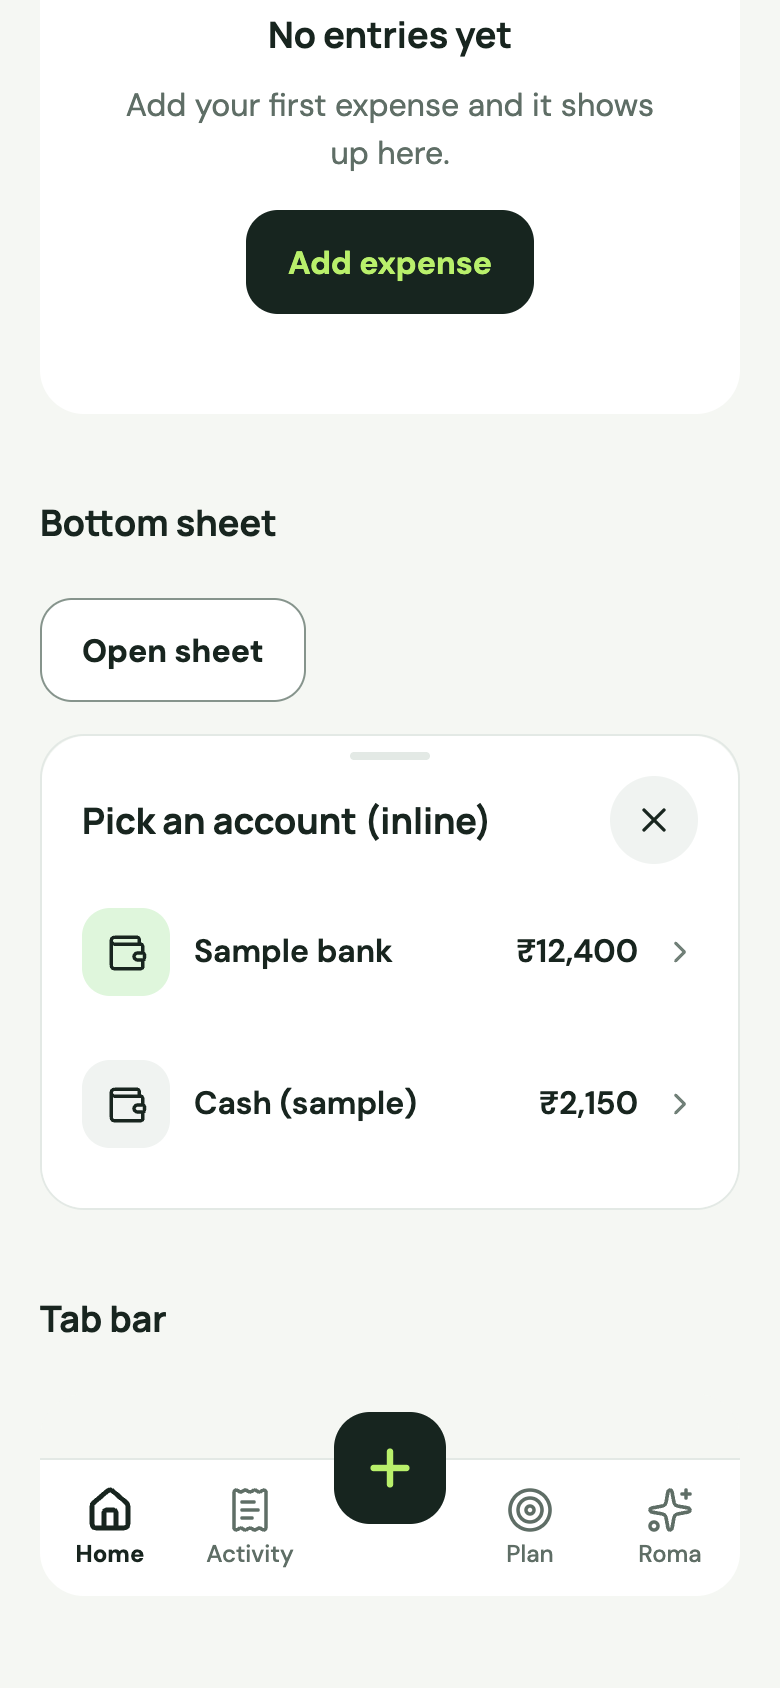 No entries yet
Add your first expense and it shows
up here.
Add expense
Bottom sheet
Open sheet
Pick an account (inline)
Sample bank ₹12,400
Cash (sample) ₹2,150
Tab bar
Home Activity Plan Roma